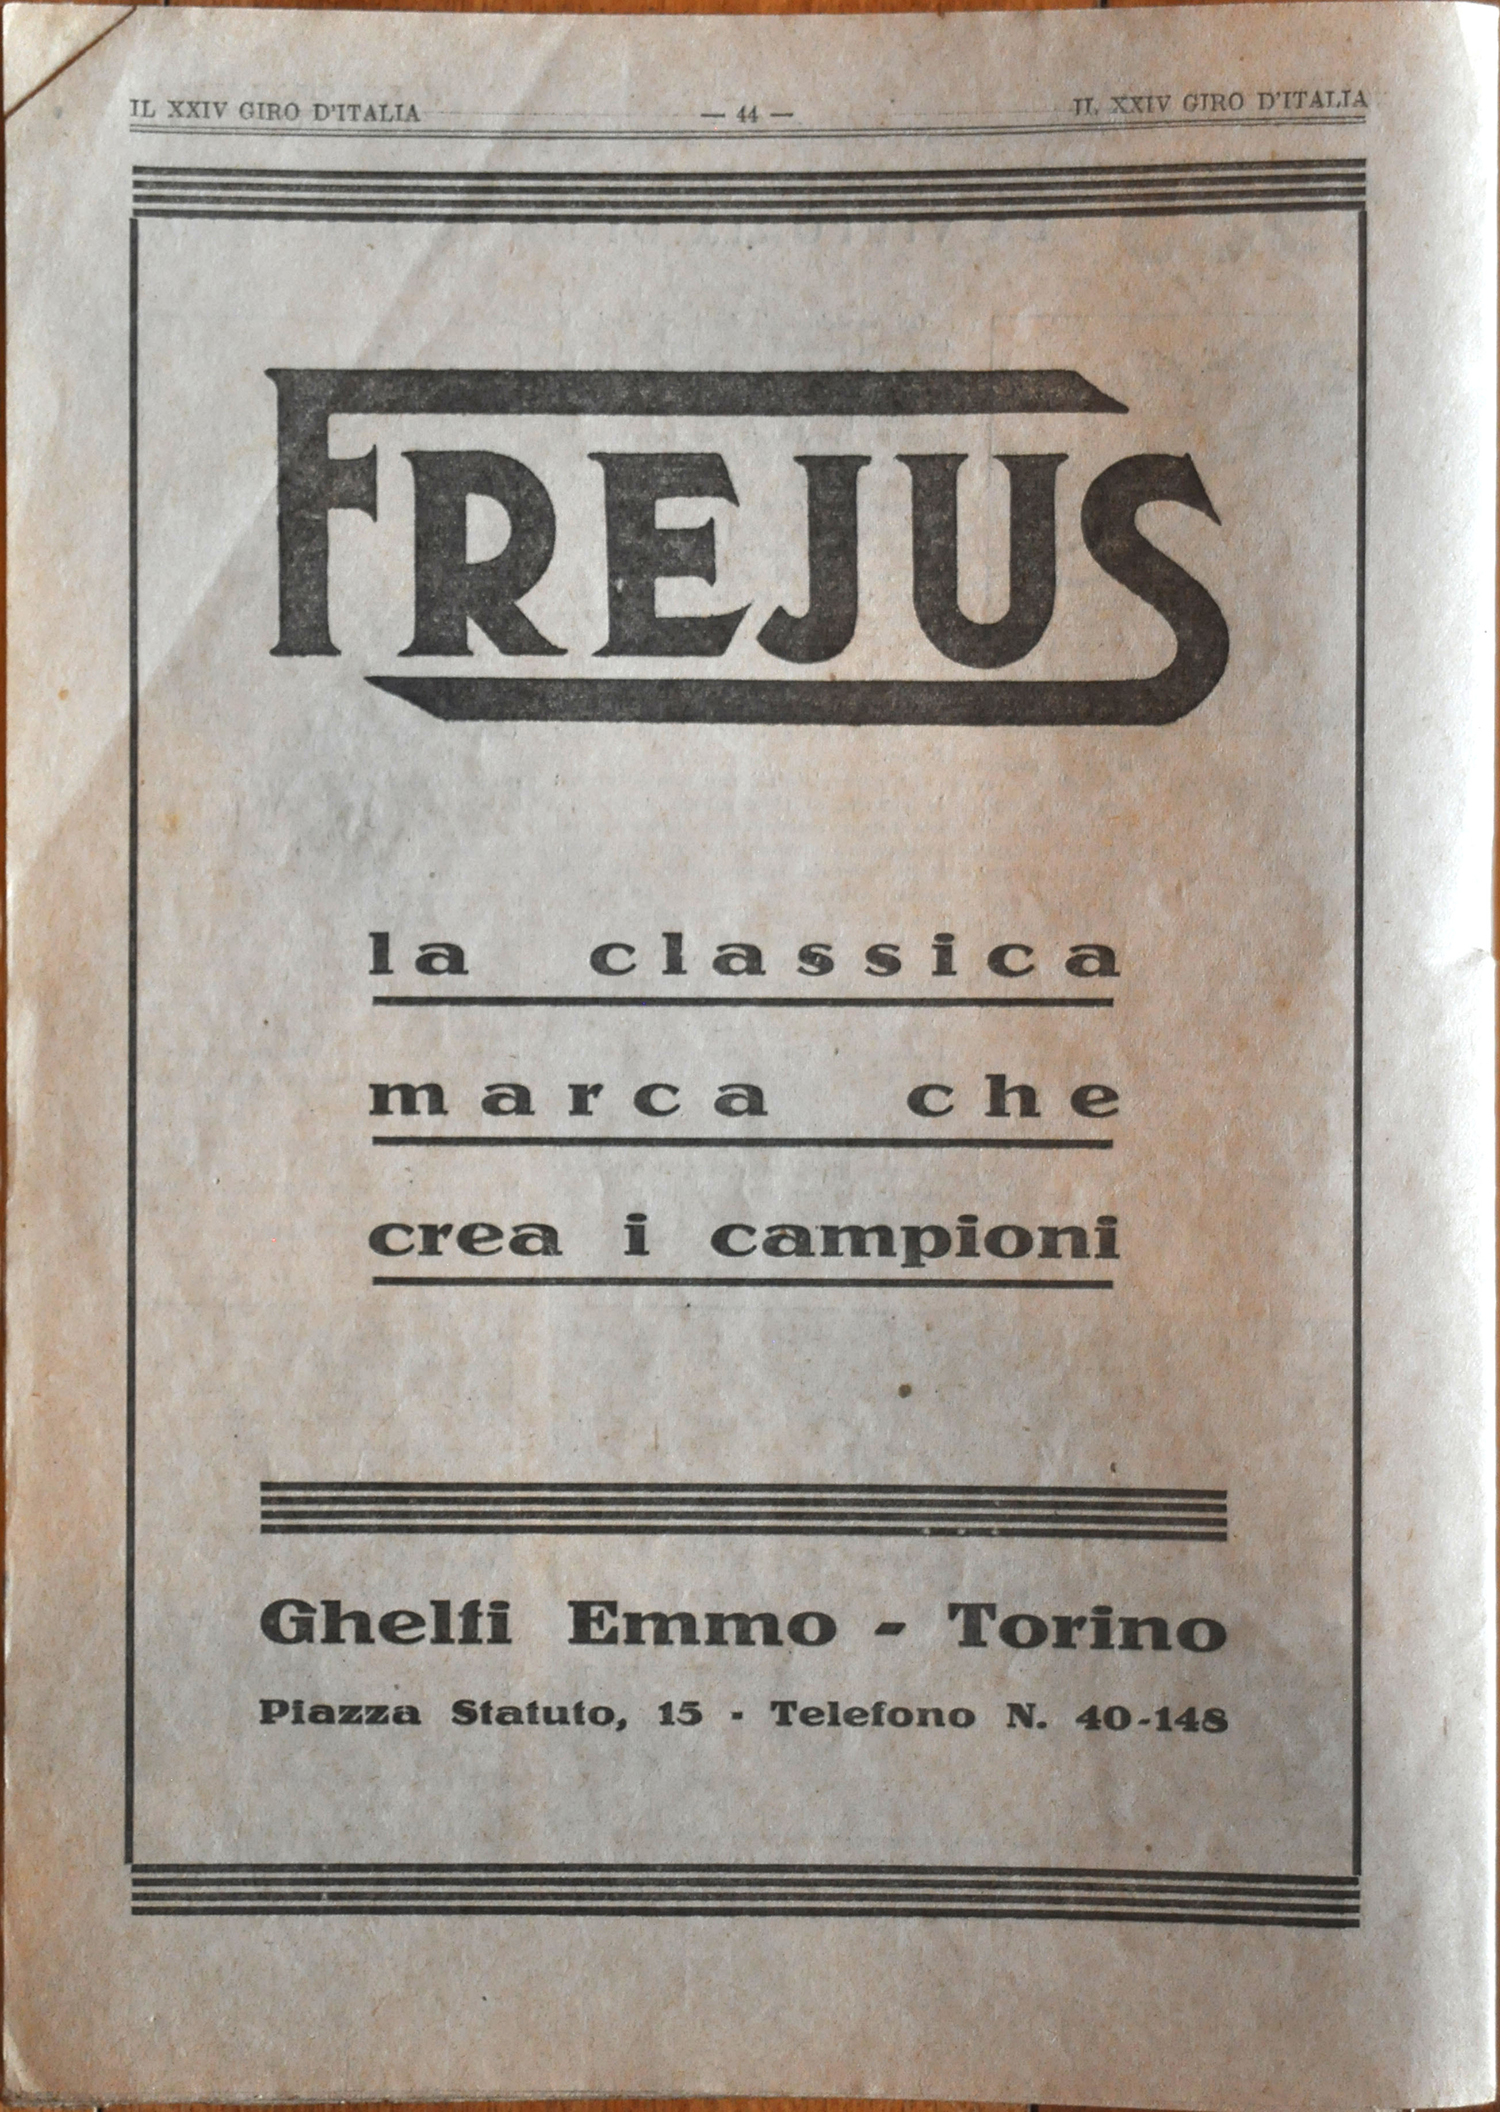 IL XXIV GIRO D'ITALIA — 44 — IL XXIV GIRO D'ITALIA
FREJUS
la classica
marca che
crea i campioni
Ghelfi Emmo - Torino
Piazza Statuto, 15 - Telefono N. 40-148